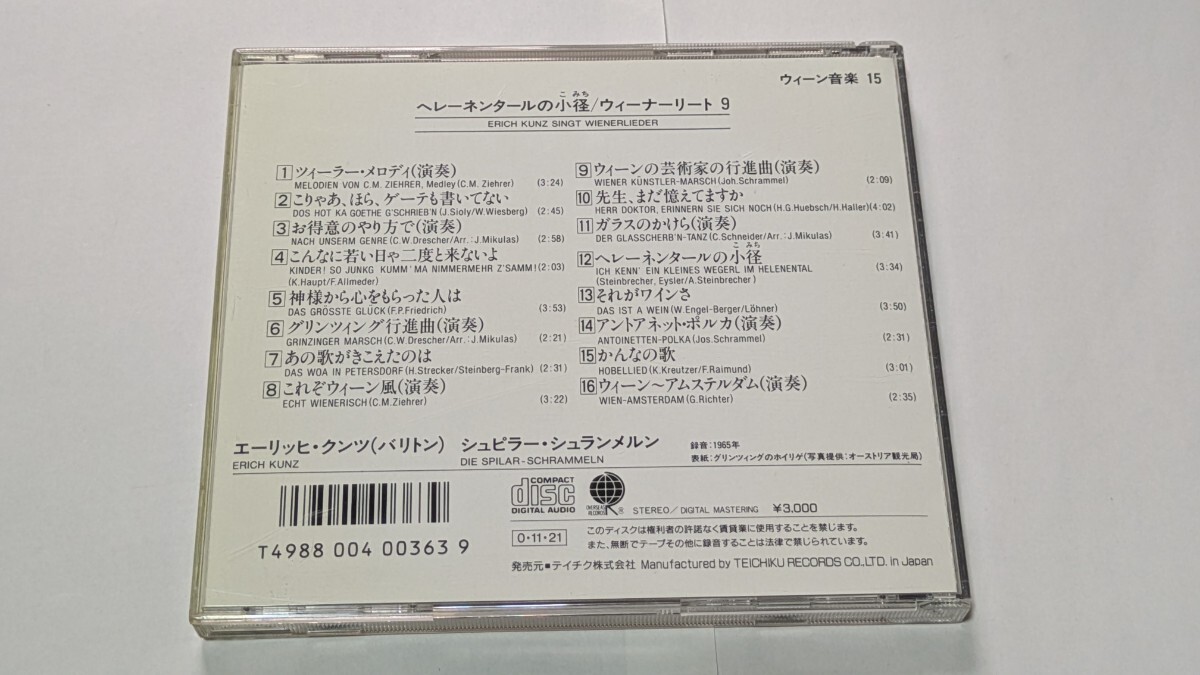 ウィーン音楽 15
こ みち
ヘレーネンタールの小径/ウィーナーリート 9
ERICH KUNZ SINGT WIENERLIEDER
1 ツィーラー・メロディ(演奏)
MELODIEN VON C.M. ZIEHRER, Medley(C.M. Ziehrer) (3:24)
2 こりゃあ、ほら、ゲーテも書いてない
DOS HOT KA GOETHE G'SCHRIEB'N(J.Sioly/W.Wiesberg) (2:45)
3 お得意のやり方で(演奏)
NACH UNSERM GENRE(C.W.Drescher/Arr.:J.Mikulas) (2:58)
4 こんなに若い日ゃ二度と来ないよ
KINDER! SO JUNKG KUMM'MA NIMMERMEHR Z'SAMM! (2:03)
(K.Haupt/F.Allmeder)
5 神様から心をもらった人は
DAS GRÖSSTE GLÜCK(F.P.Friedrich) (3:53)
6 グリンツィング行進曲(演奏)
GRINZINGER MARSCH(C.W.Drescher/Arr.:J.Mikulas) (2:21)
7 あの歌がきこえたのは
DAS WOA IN PETERSDORF(H.Strecker/Steinberg-Frank) (2:31)
8 これぞウィーン風(演奏)
ECHT WIENERISCH(C.M.Ziehrer) (3:22)
9 ウィーンの芸術家の行進曲(演奏)
WIENER KÜNSTLER-MARSCH(Joh.Schrammel) (2:09)
10 先生、まだ憶えてますか
HERR DOKTOR, ERINNERN SIE SICH NOCH(H.G.Huebsch/H.Haller)(4:02)
11 ガラスのかけら(演奏)
DER GLASSCHERB'N-TANZ(C.Schneider/Arr.:J.Mikulas) (3:41)
こ みち
12 ヘレーネンタールの小径
ICH KENN' EIN KLEINES WEGERL IM HELENENTAL (3:34)
(Steinbrecher, Eysler/A.Steinbrecher)
13 それがワインさ
DAS IST A WEIN(W.Engel-Berger/Löhner) (3:50)
14 アントアネット・ポルカ(演奏)
ANTOINETTEN-POLKA(Jos.Schrammel) (2:31)
15 かんなの歌
HOBELLIED(K.Kreutzer/F.Raimund) (3:01)
16 ウィーン〜アムステルダム(演奏)
WIEN-AMSTERDAM(G.Richter) (2:35)
エーリッヒ・クンツ(バリトン) シュピラー・シュランメルン
ERICH KUNZ DIE SPILAR-SCHRAMMELN
録音:1965年
表紙:グリンツィングのホイリゲ(写真提供:オーストリア観光局)
T4988 004 00363 9
COMPACT
disc
DIGITAL AUDIO
OVERSEAS
RECORDS
®
STEREO/DIGITAL MASTERING ¥3,000
0・11・21
このディスクは権利者の許諾なく賃貸業に使用することを禁じます。
また、無断でテープその他に録音することは法律で禁じられています。
発売元■テイチク株式会社 Manufactured by TEICHIKU RECORDS CO.,LTD. in Japan